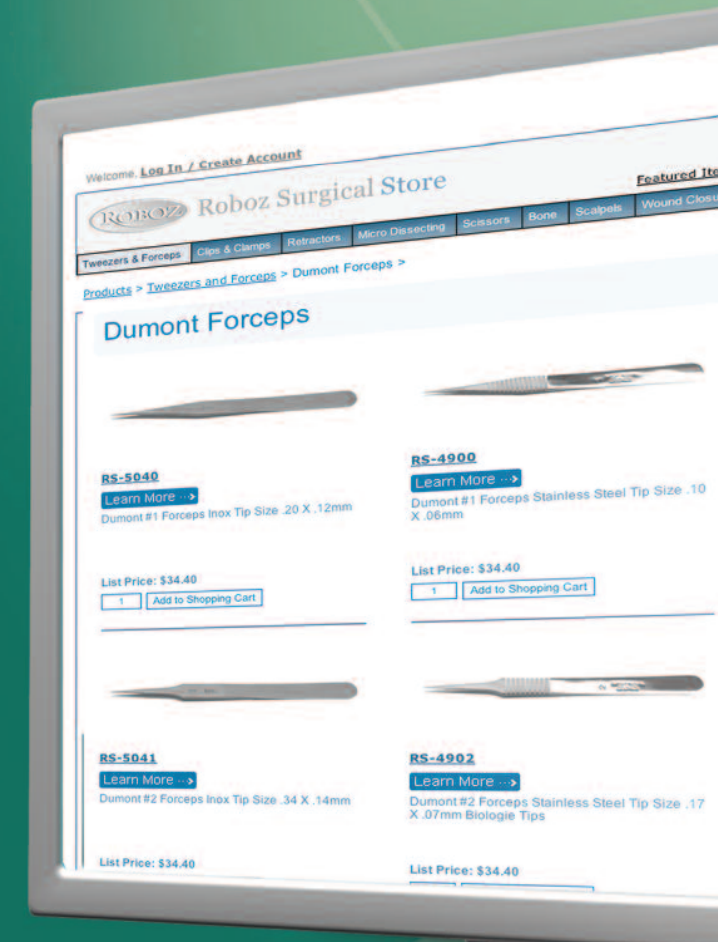 Welcome, Log In / Create Account
ROBOZ Roboz Surgical Store
Featured Ite
Tweezers & Forceps Clips & Clamps Retractors Micro Dissecting Scissors Bone Scalpels Wound Closu
Products > Tweezers and Forceps > Dumont Forceps >
Dumont Forceps
RS-5040
Learn More ···>
Dumont #1 Forceps Inox Tip Size .20 X .12mm
List Price: $34.40
1 Add to Shopping Cart
RS-4900
Learn More ···>
Dumont #1 Forceps Stainless Steel Tip Size .10
X .06mm
List Price: $34.40
1 Add to Shopping Cart
RS-5041
Learn More ···>
Dumont #2 Forceps Inox Tip Size .34 X .14mm
List Price: $34.40
RS-4902
Learn More ···>
Dumont #2 Forceps Stainless Steel Tip Size .17
X .07mm Biologie Tips
List Price: $34.40